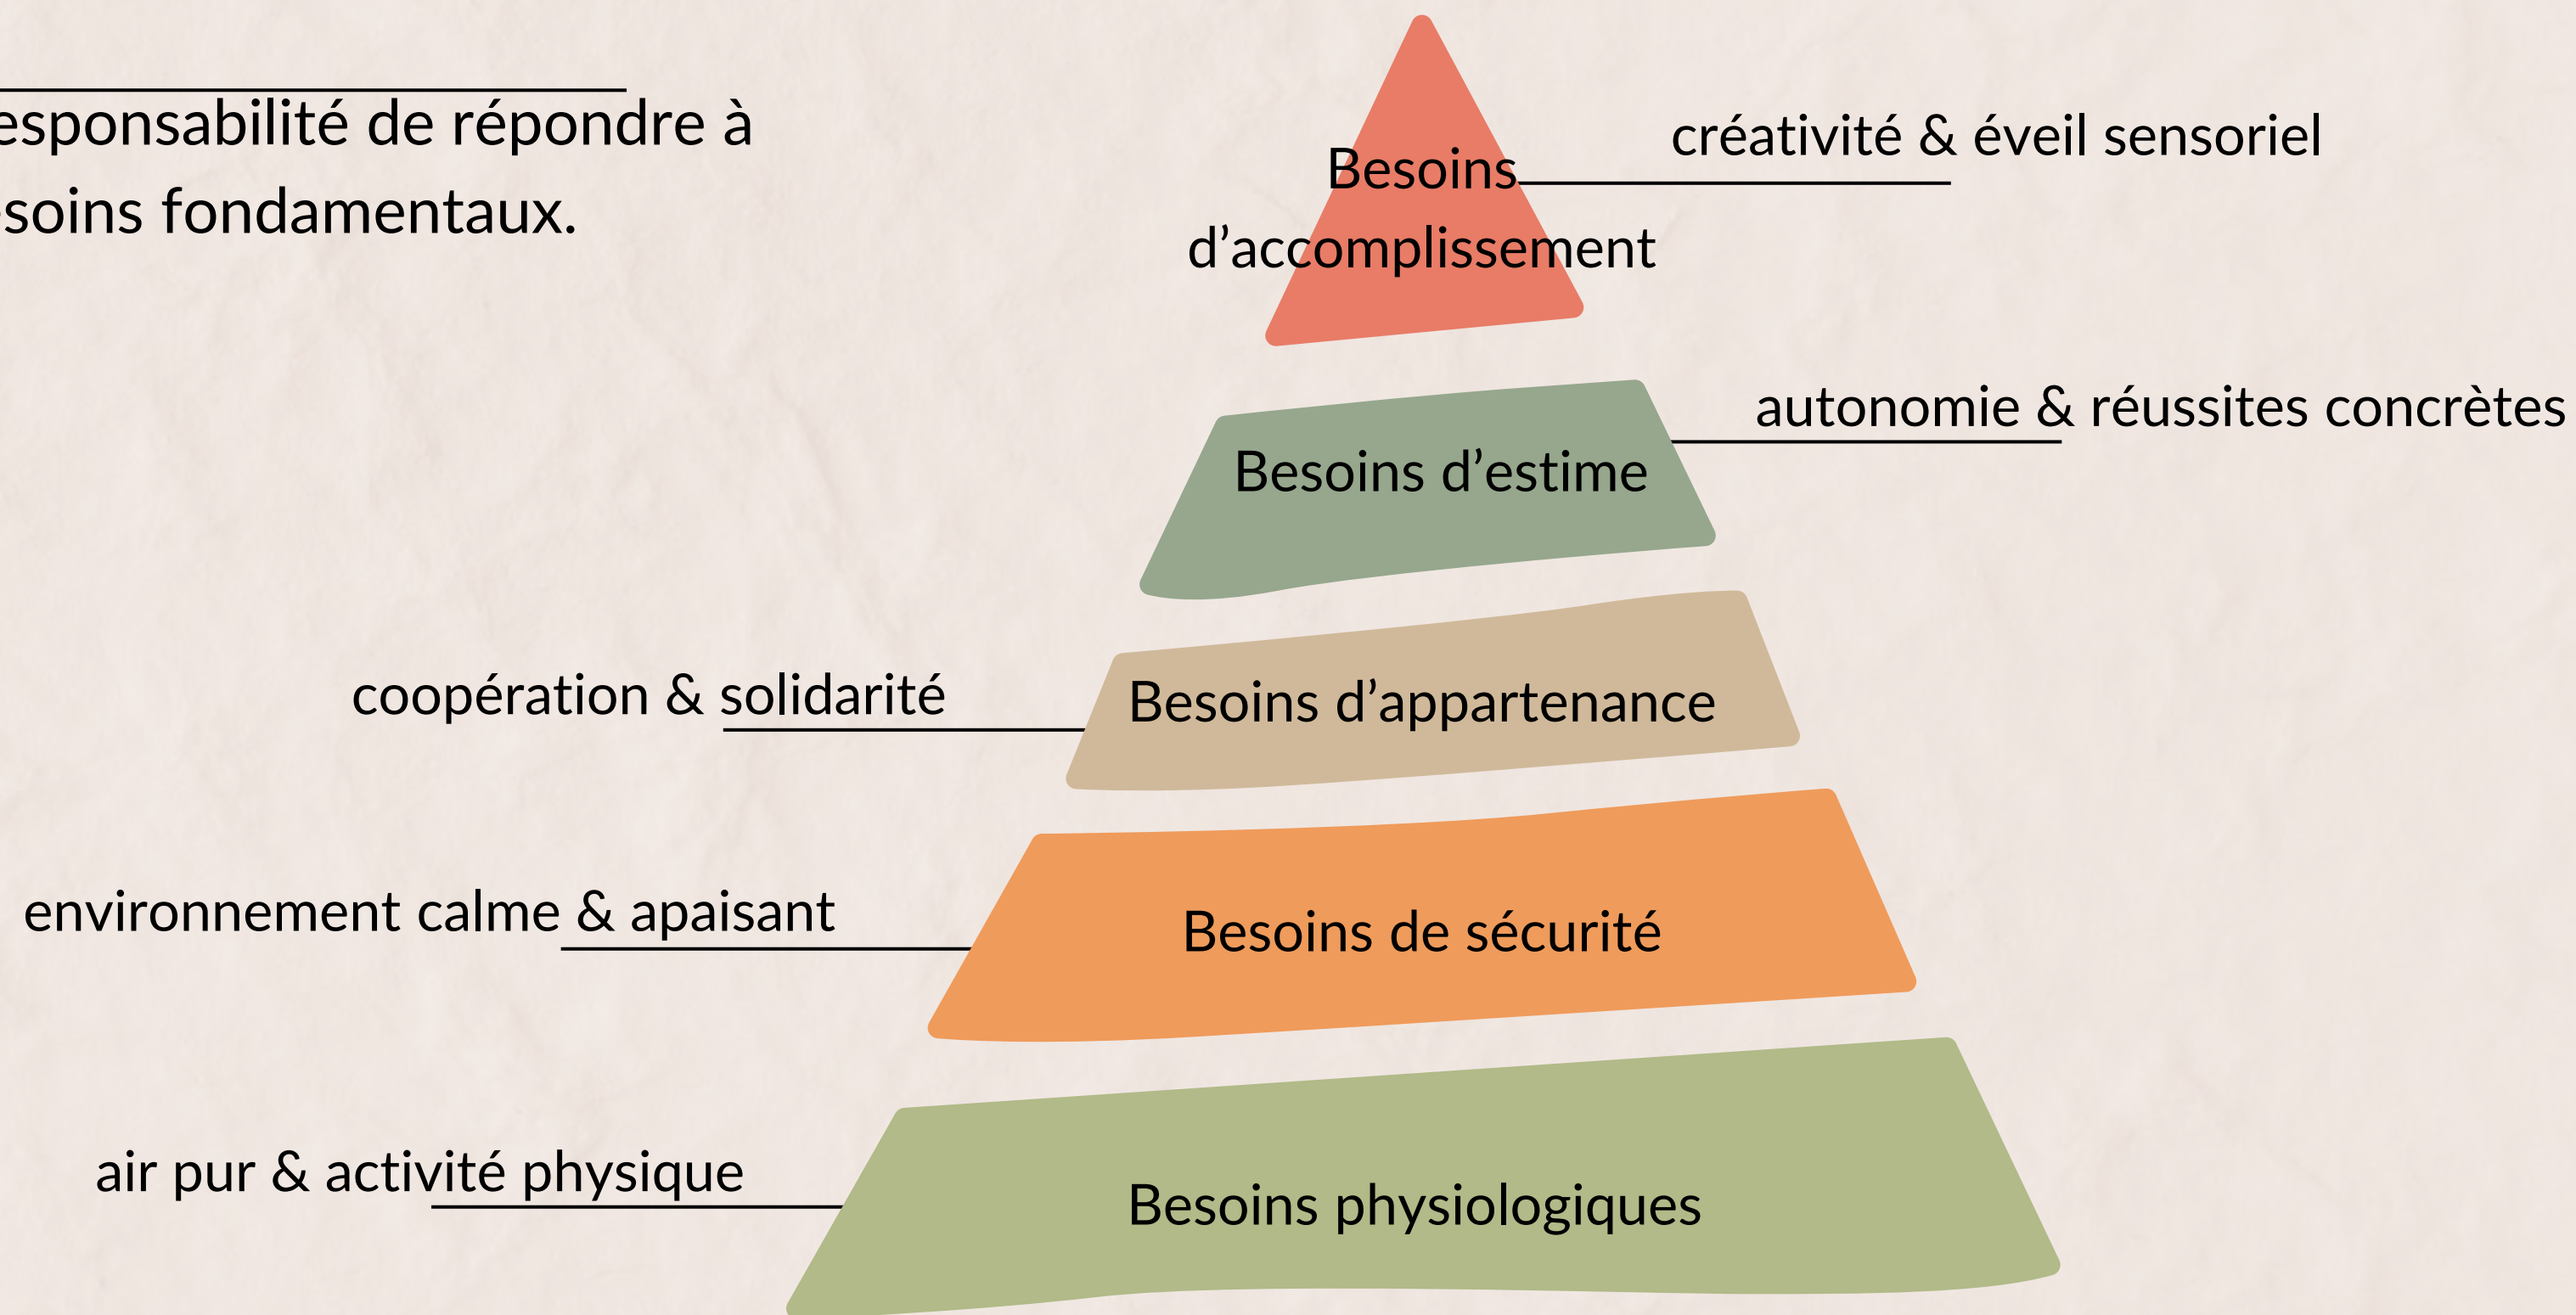 esponsabilité de répondre à
soins fondamentaux.
créativité & éveil sensoriel
Besoins
d’accomplissement
autonomie & réussites concrètes
Besoins d’estime
coopération & solidarité
Besoins d’appartenance
environnement calme & apaisant
Besoins de sécurité
air pur & activité physique
Besoins physiologiques